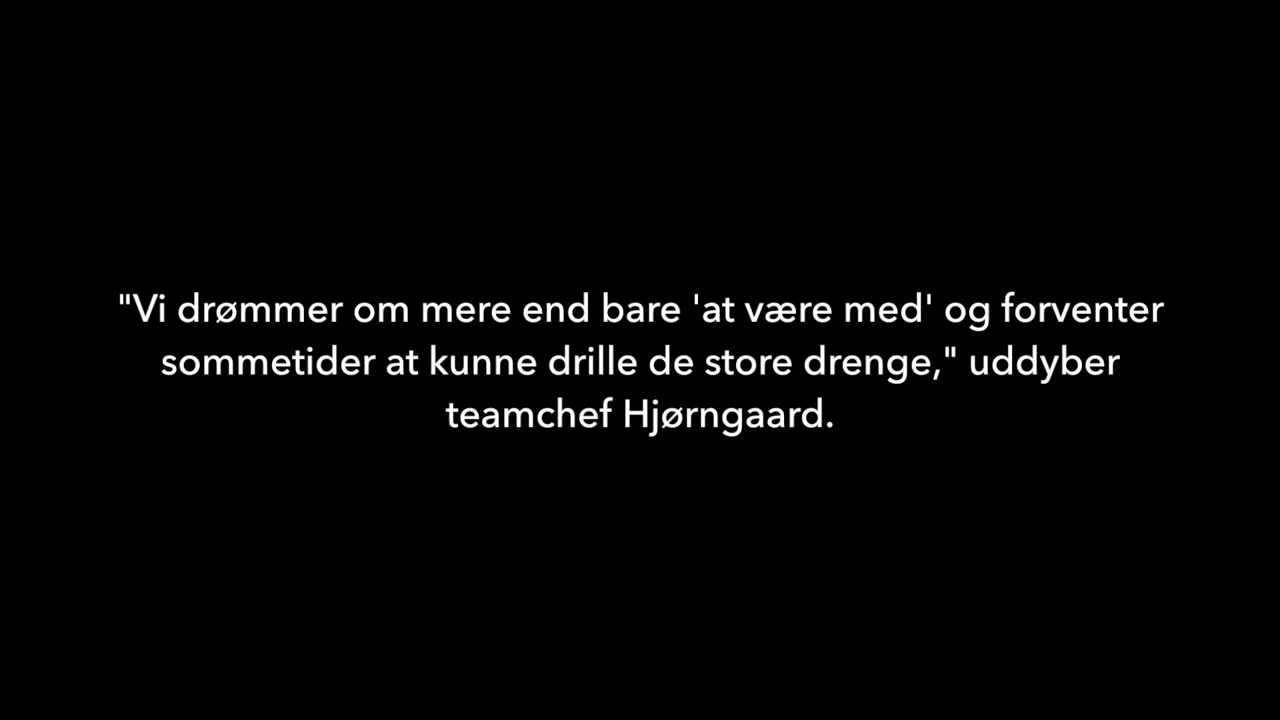 "Vi drømmer om mere end bare 'at være med' og forventer
sommetider at kunne drille de store drenge," uddyber
teamchef Hjørngaard.